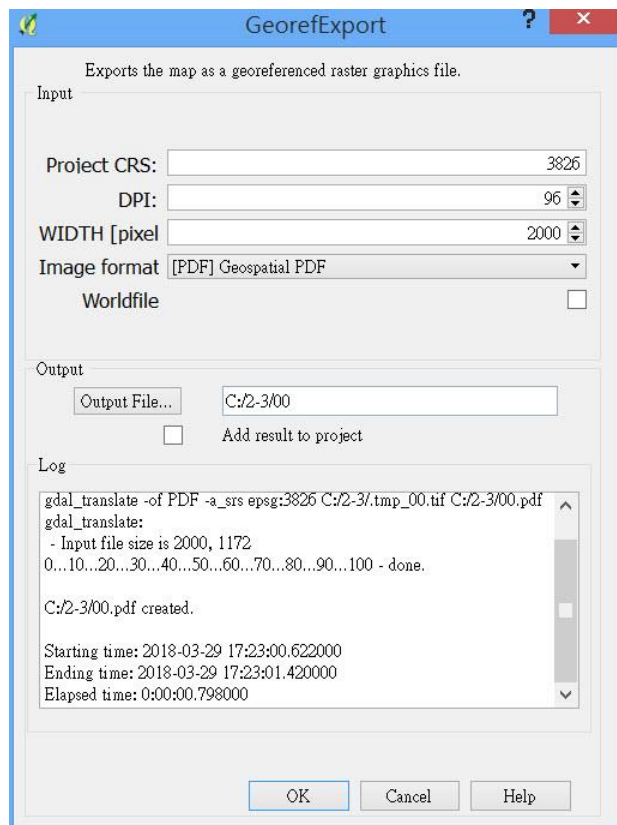 GeorefExport
?
Exports the map as a georeferenced raster graphics file.
Input
Project CRS: 3826
DPI: 96
WIDTH [pixel 2000
Image format [PDF] Geospatial PDF
Worldfile
Output
Output File... C:/2-3/00
Add result to project
Log
gdal_translate -of PDF -a_srs epsg:3826 C:/2-3/.tmp_00.tif C:/2-3/00.pdf
gdal_translate:
- Input file size is 2000, 1172
0...10...20...30...40...50...60...70...80...90...100 - done.
C:/2-3/00.pdf created.
Starting time: 2018-03-29 17:23:00.622000
Ending time: 2018-03-29 17:23:01.420000
Elapsed time: 0:00:00.798000
OK Cancel Help